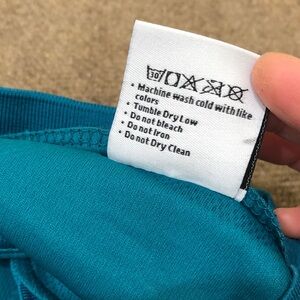 30
• Machine wash cold with like
colors
• Tumble Dry Low
• Do not bleach
• Do not Iron
• Do not Dry Clean